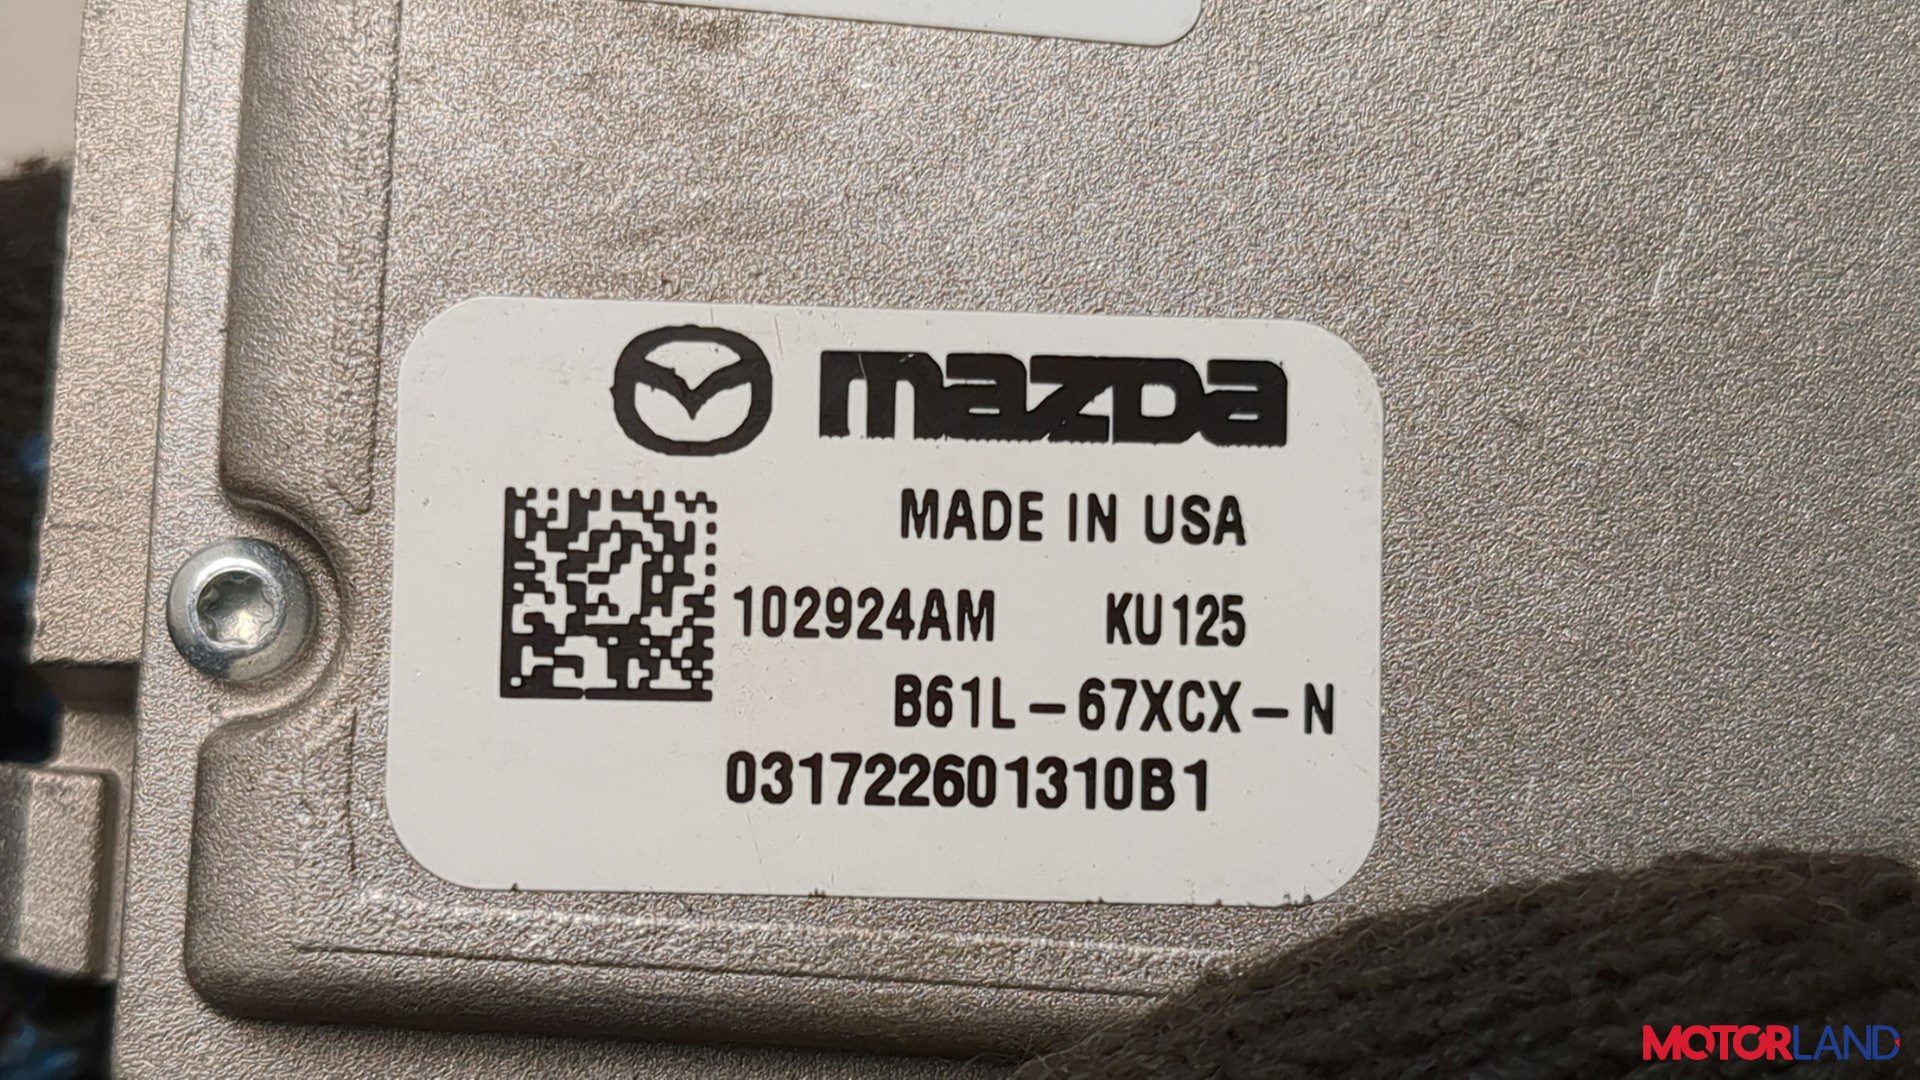 mazda
MADE IN USA
102924AM KU125
B61L-67XCX-N
031722601310B1
MOTORLAND